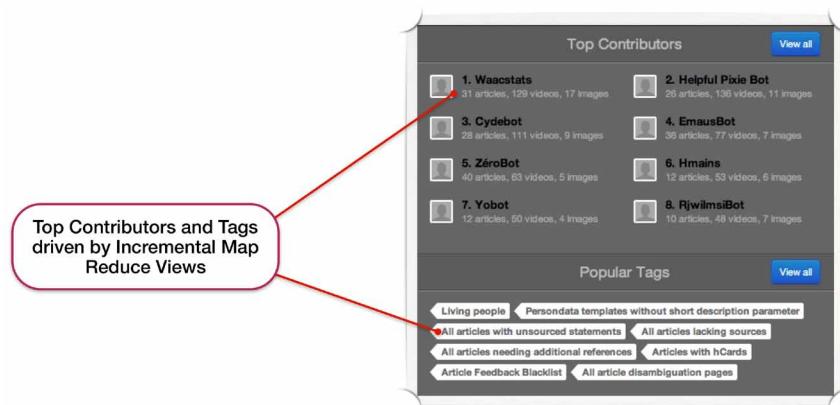 Top Contributors
View all
1. Waacstats
31 articles, 129 videos, 17 images
2. Helpful Pixie Bot
26 articles, 136 videos, 11 images
3. Cydebot
28 articles, 111 videos, 9 images
4. EmausBot
36 articles, 77 videos, 7 images
5. ZéroBot
40 articles, 63 videos, 5 images
6. Hmains
12 articles, 53 videos, 6 images
7. Yobot
12 articles, 50 videos, 4 images
8. RjwilmsiBot
10 articles, 48 videos, 7 images
Top Contributors and Tags
driven by Incremental Map
Reduce Views
Popular Tags
View all
Living people
Persondata templates without short description parameter
All articles with unsourced statements
All articles lacking sources
All articles needing additional references
Articles with hCards
Article Feedback Blacklist
All article disambiguation pages